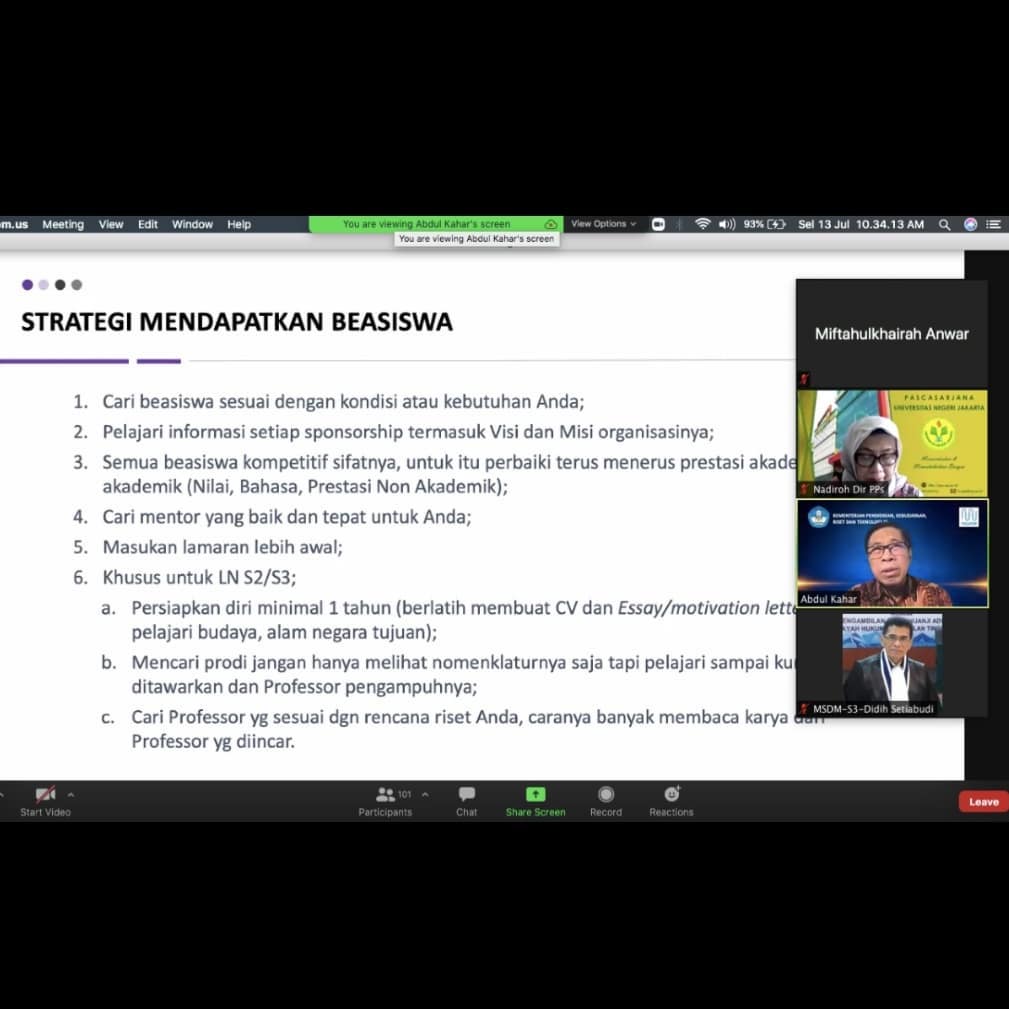 om.us Meeting View Edit Window Help You are viewing Abdul Kahar's screen View Options 93% Sel 13 Jul 10.34.13 AM
You are viewing Abdul Kahar's screen
STRATEGI MENDAPATKAN BEASISWA
1. Cari beasiswa sesuai dengan kondisi atau kebutuhan Anda;
2. Pelajari informasi setiap sponsorship termasuk Visi dan Misi organisasinya;
3. Semua beasiswa kompetitif sifatnya, untuk itu perbaiki terus menerus prestasi akade
akademik (Nilai, Bahasa, Prestasi Non Akademik);
4. Cari mentor yang baik dan tepat untuk Anda;
5. Masukan lamaran lebih awal;
6. Khusus untuk LN S2/S3;
a. Persiapkan diri minimal 1 tahun (berlatih membuat CV dan Essay/motivation lette
pelajari budaya, alam negara tujuan);
b. Mencari prodi jangan hanya melihat nomenklaturnya saja tapi pelajari sampai ku
ditawarkan dan Professor pengampuhnya;
c. Cari Professor yg sesuai dgn rencana riset Anda, caranya banyak membaca karya dari
Professor yg diincar.
Miftahulkhairah Anwar
PASCASARJANA
UNIVERSITAS NEGERI JAKARTA
Nadiroh Dir PPs
KEMENTERIAN PENDIDIKAN, KEBUDAYAAN,
RISET DAN TEKNOLOGI
Abdul Kahar
MSDM-S3-Didih Setiabudi
Start Video Participants 101 Chat Share Screen Record Reactions Leave